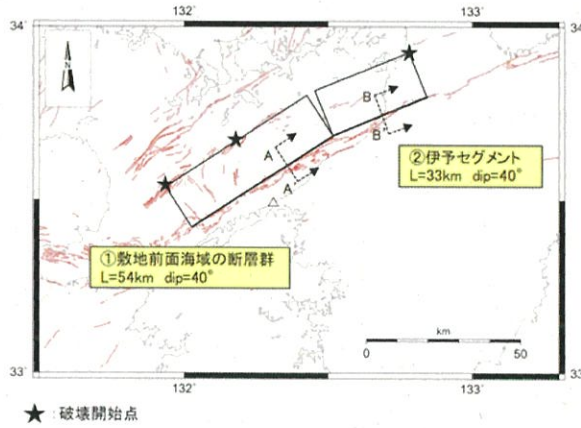 132°
133°
34°
N
B
B
A
A
②伊予セグメント
L=33km dip=40°
①敷地前面海域の断層群
L=54km dip=40°
km
0
50
33°
33
132°
133°
★ 破壊開始点